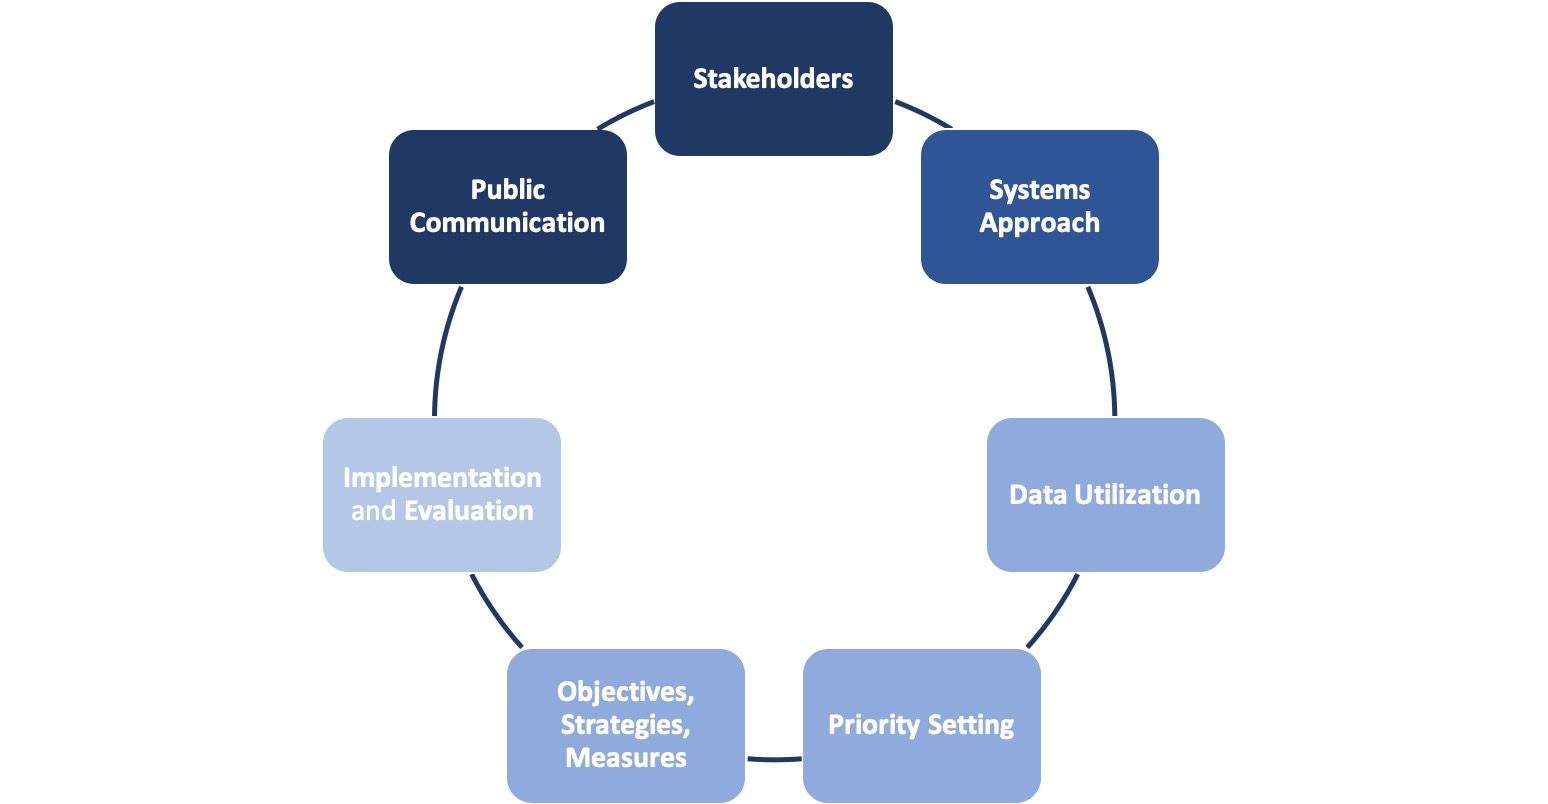 Stakeholders
Systems
Approach
Data Utilization
Priority Setting
Objectives,
Strategies,
Measures
Implementation
and Evaluation
Public
Communication